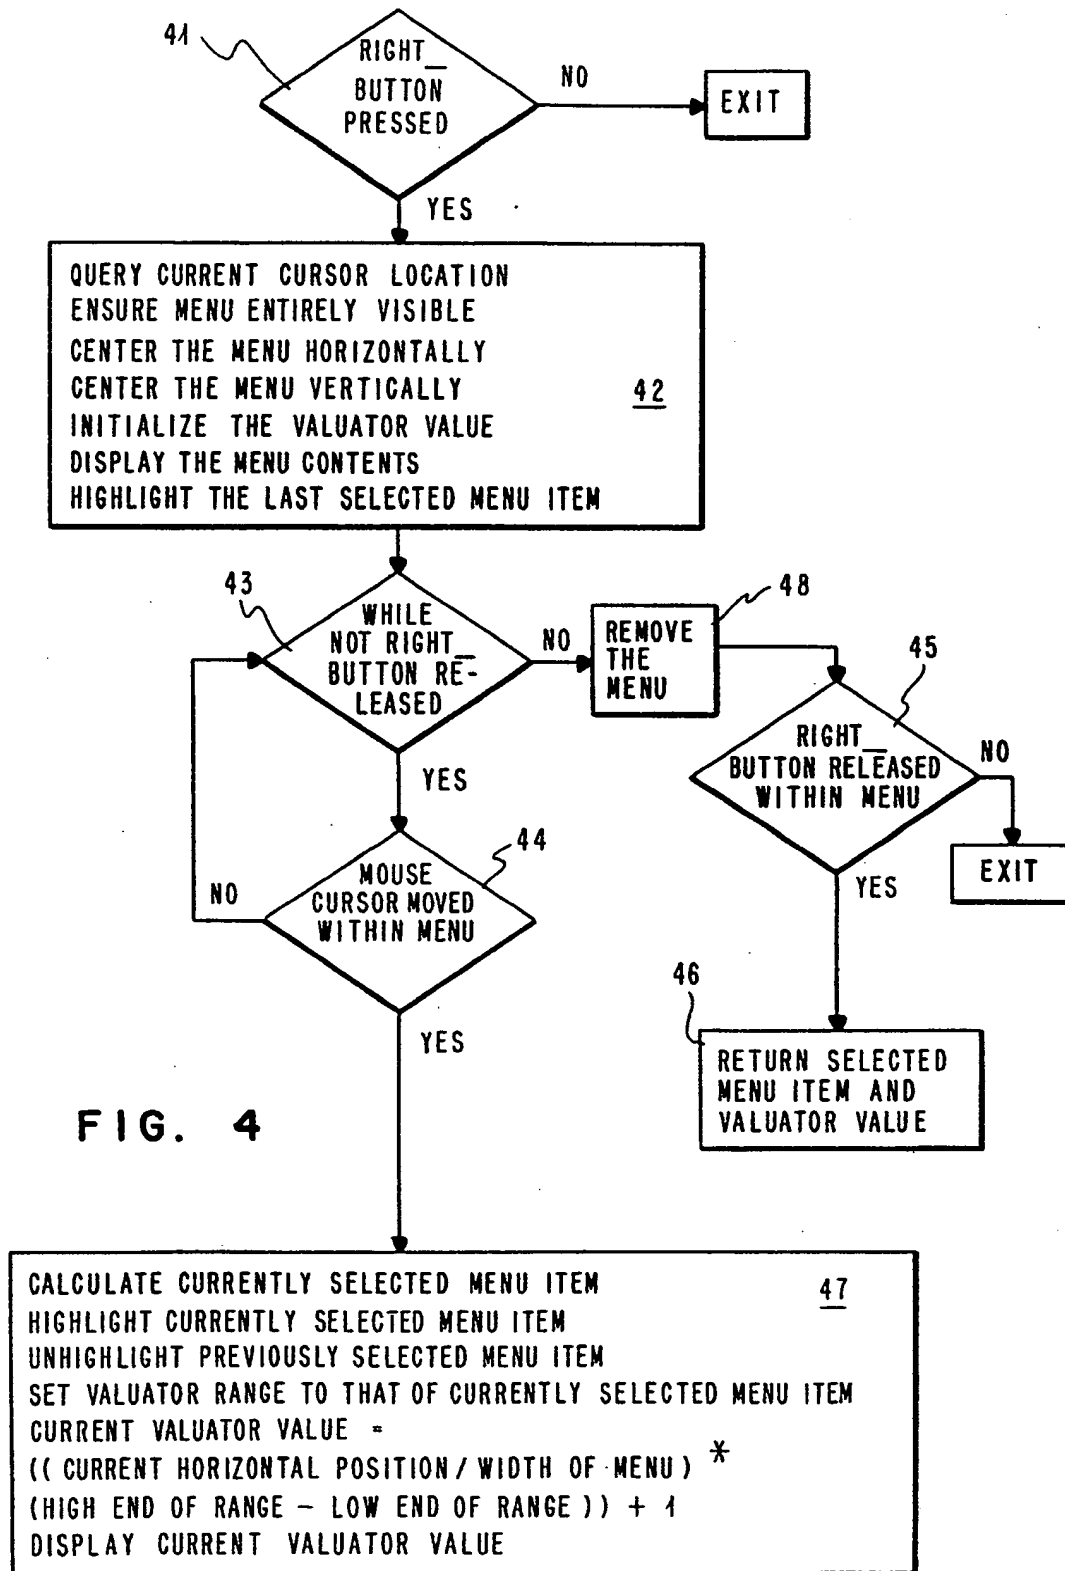 41
RIGHT_
BUTTON
PRESSED
NO
EXIT
YES
QUERY CURRENT CURSOR LOCATION
ENSURE MENU ENTIRELY VISIBLE
CENTER THE MENU HORIZONTALLY
CENTER THE MENU VERTICALLY
INITIALIZE THE VALUATOR VALUE
DISPLAY THE MENU CONTENTS
HIGHLIGHT THE LAST SELECTED MENU ITEM
42
43
WHILE
NOT RIGHT_
BUTTON RE-
LEASED
NO
REMOVE
THE
MENU
48
45
RIGHT_
BUTTON RELEASED
WITHIN MENU
NO
EXIT
YES
YES
44
MOUSE
CURSOR MOVED
WITHIN MENU
NO
YES
46
RETURN SELECTED
MENU ITEM AND
VALUATOR VALUE
FIG. 4
CALCULATE CURRENTLY SELECTED MENU ITEM
47
HIGHLIGHT CURRENTLY SELECTED MENU ITEM
UNHIGHLIGHT PREVIOUSLY SELECTED MENU ITEM
SET VALUATOR RANGE TO THAT OF CURRENTLY SELECTED MENU ITEM
CURRENT VALUATOR VALUE =
((CURRENT HORIZONTAL POSITION/WIDTH OF MENU) *
(HIGH END OF RANGE - LOW END OF RANGE)) + 1
DISPLAY CURRENT VALUATOR VALUE